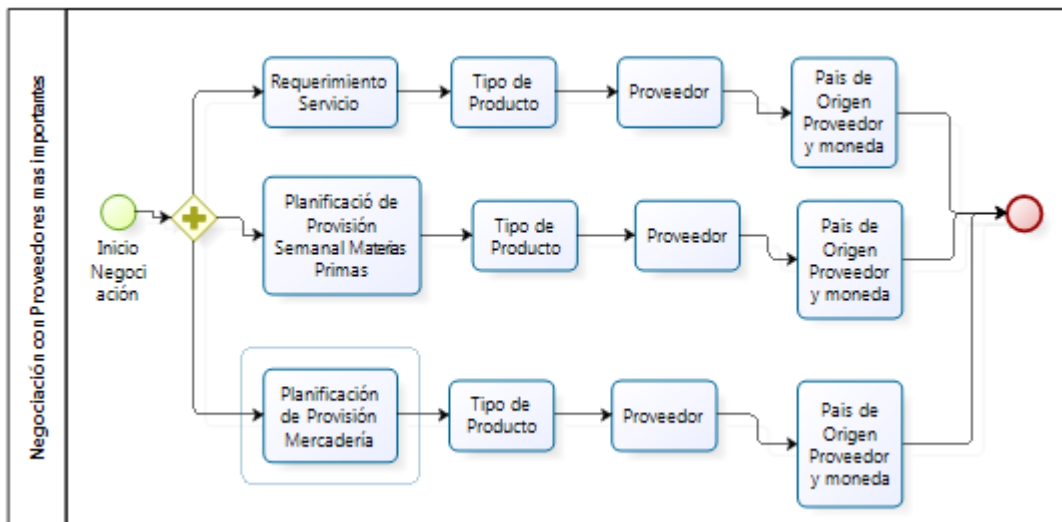 Negociación con Proveedores mas importantes
Inicio
Negoci
ación
Requerimiento
Servicio
Tipo de
Producto
Proveedor
Pais de
Origen
Proveedor
y moneda
Planificació de
Provisión
Semanal Materias
Primas
Tipo de
Producto
Proveedor
Pais de
Origen
Proveedor
y moneda
Planificación
de Provisión
Mercadería
Tipo de
Producto
Proveedor
Pais de
Origen
Proveedor
y moneda